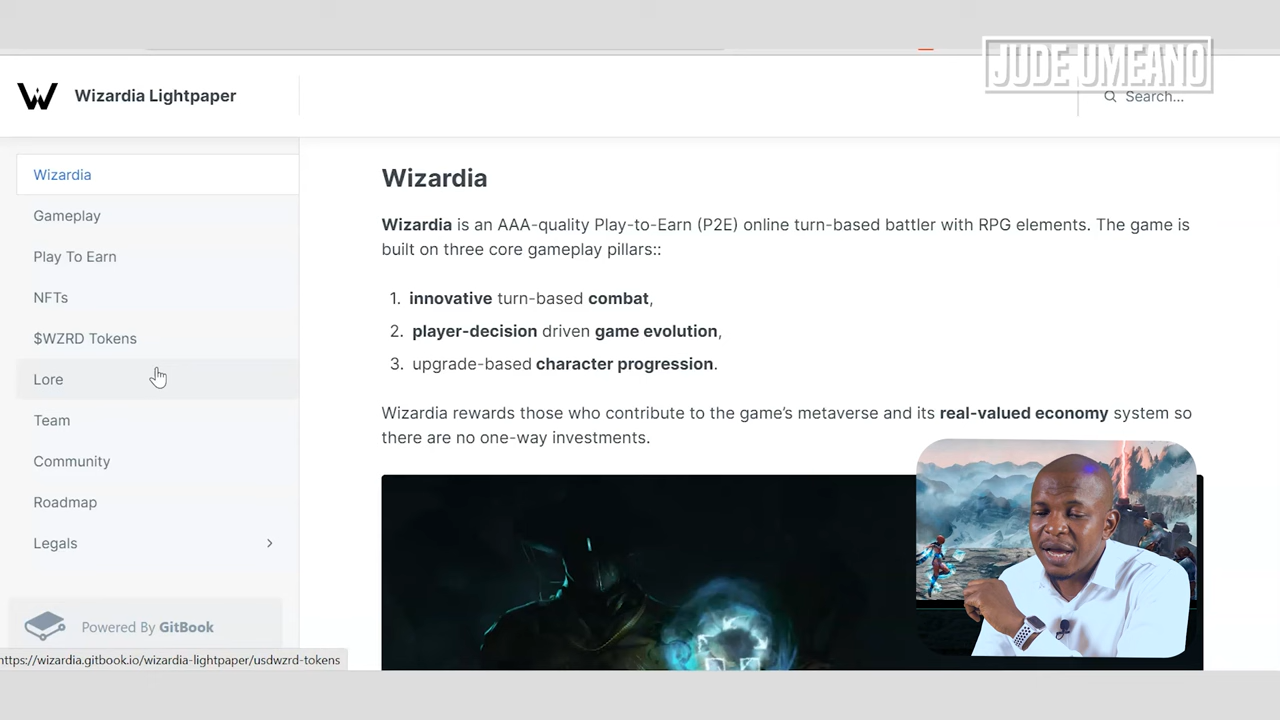 JUDE UMEANO
Wizardia Lightpaper
Search...
Wizardia
Gameplay
Play To Earn
NFTs
$WZRD Tokens
Lore
Team
Community
Roadmap
Legals
Powered By GitBook
https://wizardia.gitbook.io/wizardia-lightpaper/usdwzrd-tokens
Wizardia
Wizardia is an AAA-quality Play-to-Earn (P2E) online turn-based battler with RPG elements. The game is
built on three core gameplay pillars::
1. innovative turn-based combat,
2. player-decision driven game evolution,
3. upgrade-based character progression.
Wizardia rewards those who contribute to the game’s metaverse and its real-valued economy system so
there are no one-way investments.